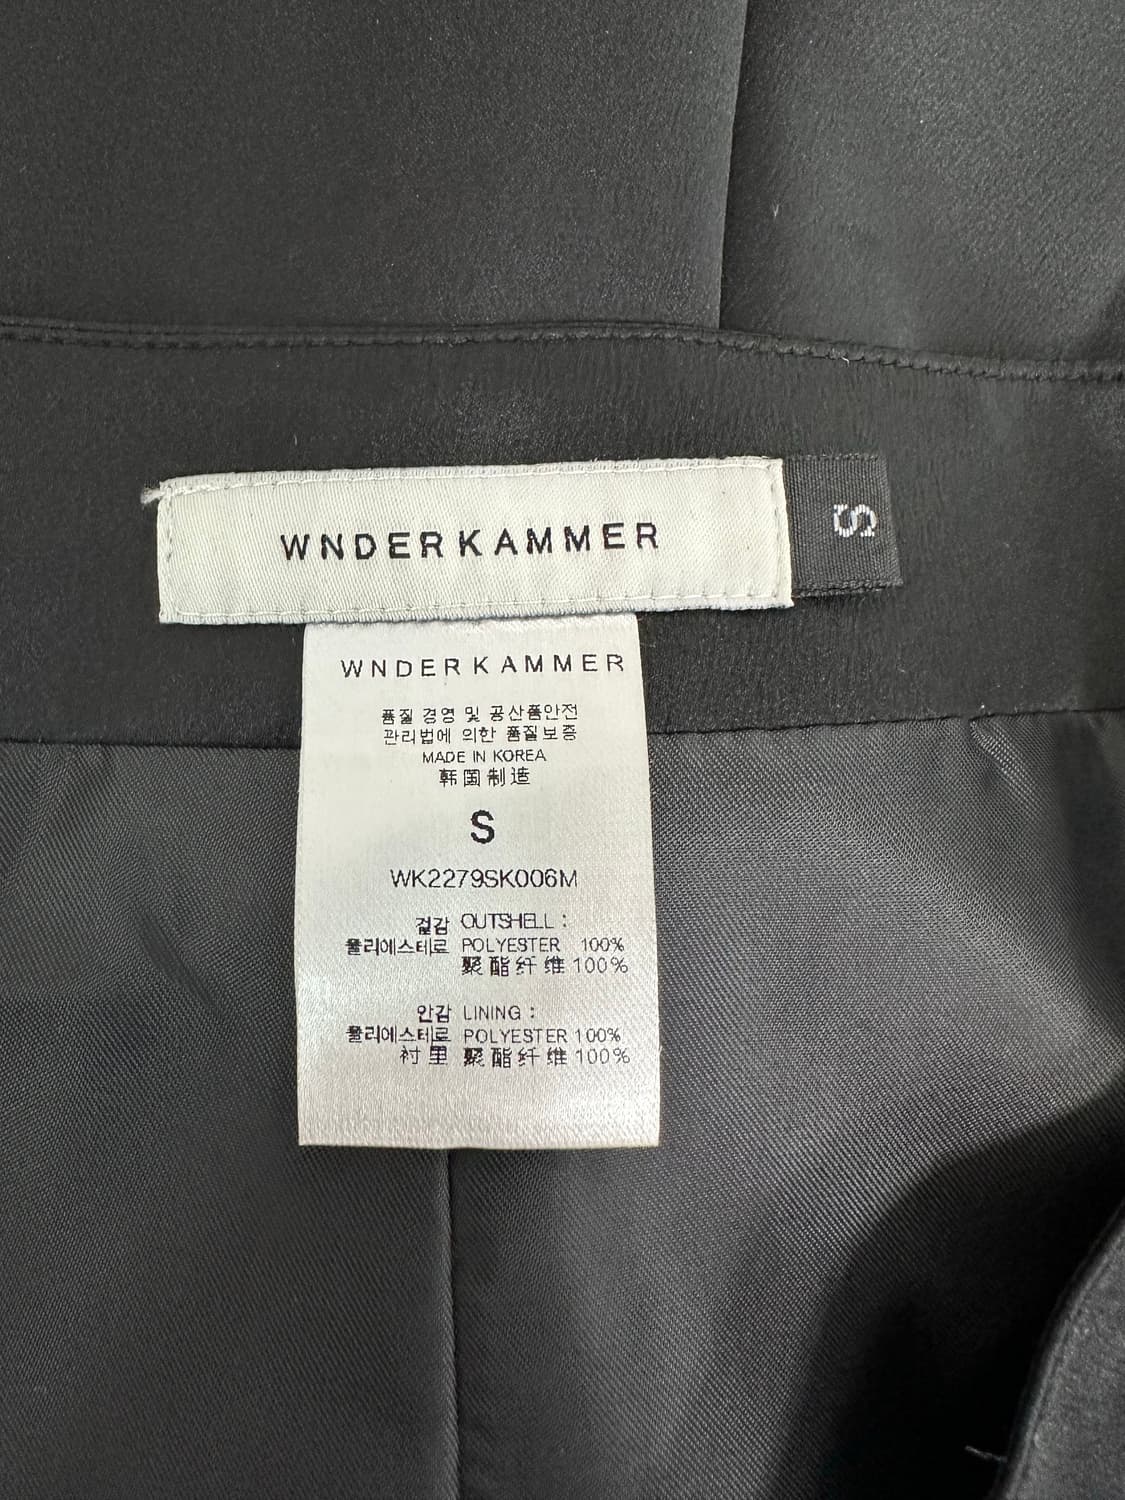 WNDERKAMMER
S
WNDERKAMMER
품질 경영 및 공산품안전
관리법에 의한 품질보증
MADE IN KOREA
韩国制造
S
WK2279SK006M
겉감 OUTSHELL :
폴리에스테르 POLYESTER 100%
聚酯纤维 100%
안감 LINING :
폴리에스테르 POLYESTER 100%
衬里 聚酯纤维 100%